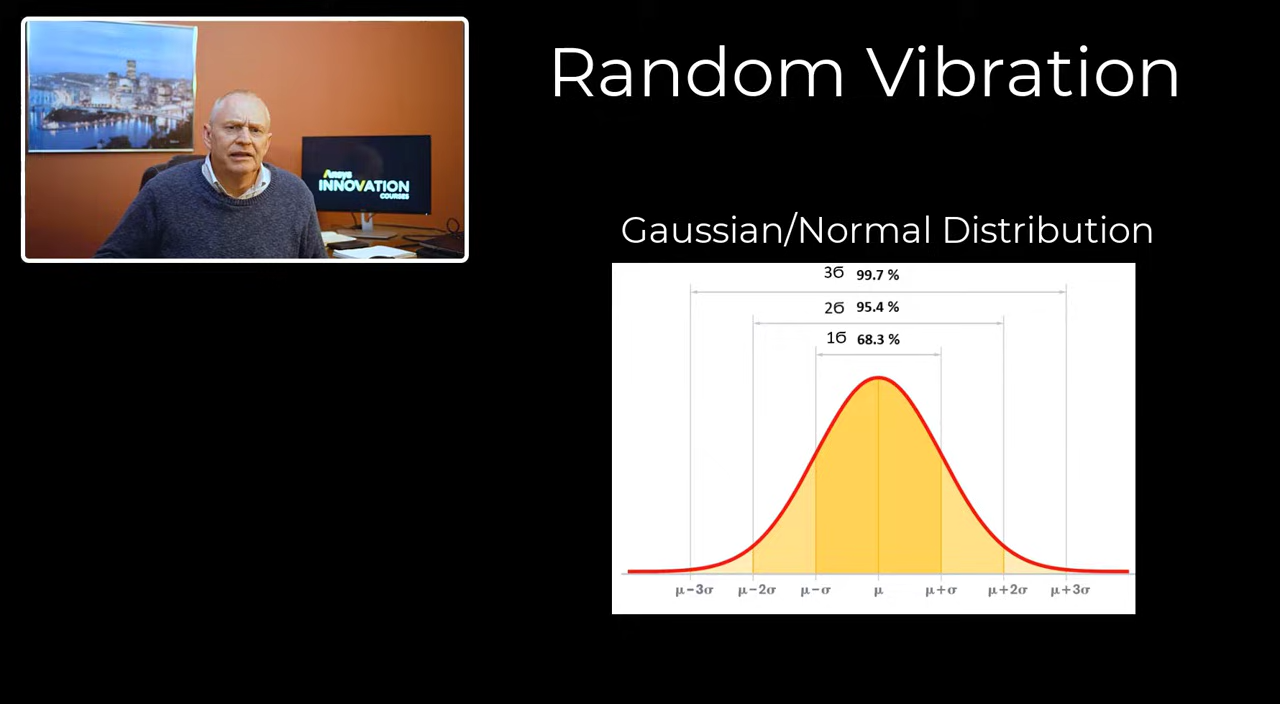 Ansys
INNOVATION
COURSES
Random Vibration
Gaussian/Normal Distribution
3σ 99.7 %
2σ 95.4 %
1σ 68.3 %
μ−3σ μ−2σ μ−σ μ μ+σ μ+2σ μ+3σ